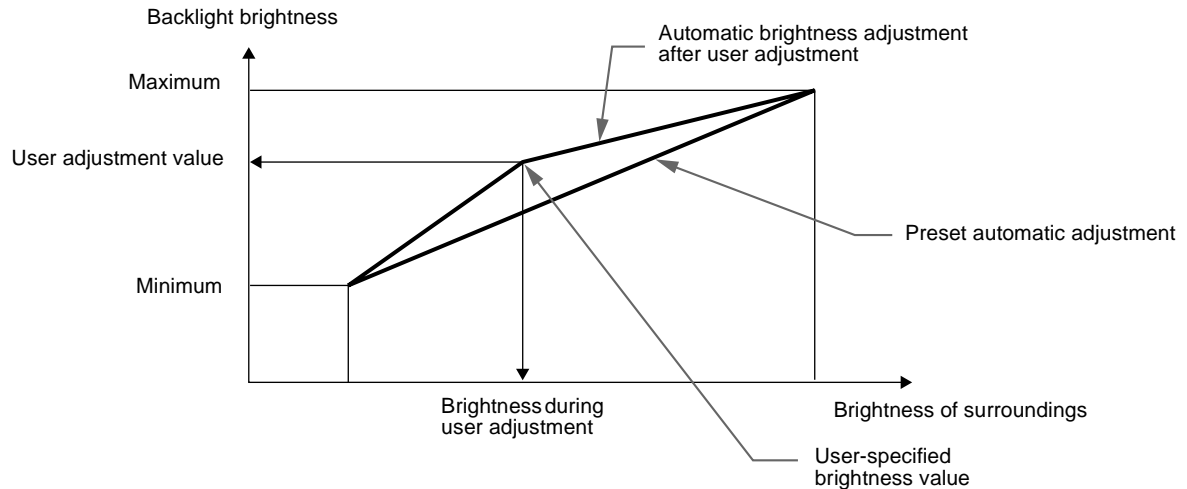 Backlight brightness
Automatic brightness adjustment
after user adjustment
Maximum
User adjustment value
Preset automatic adjustment
Minimum
Brightness during
user adjustment
Brightness of surroundings
User-specified
brightness value